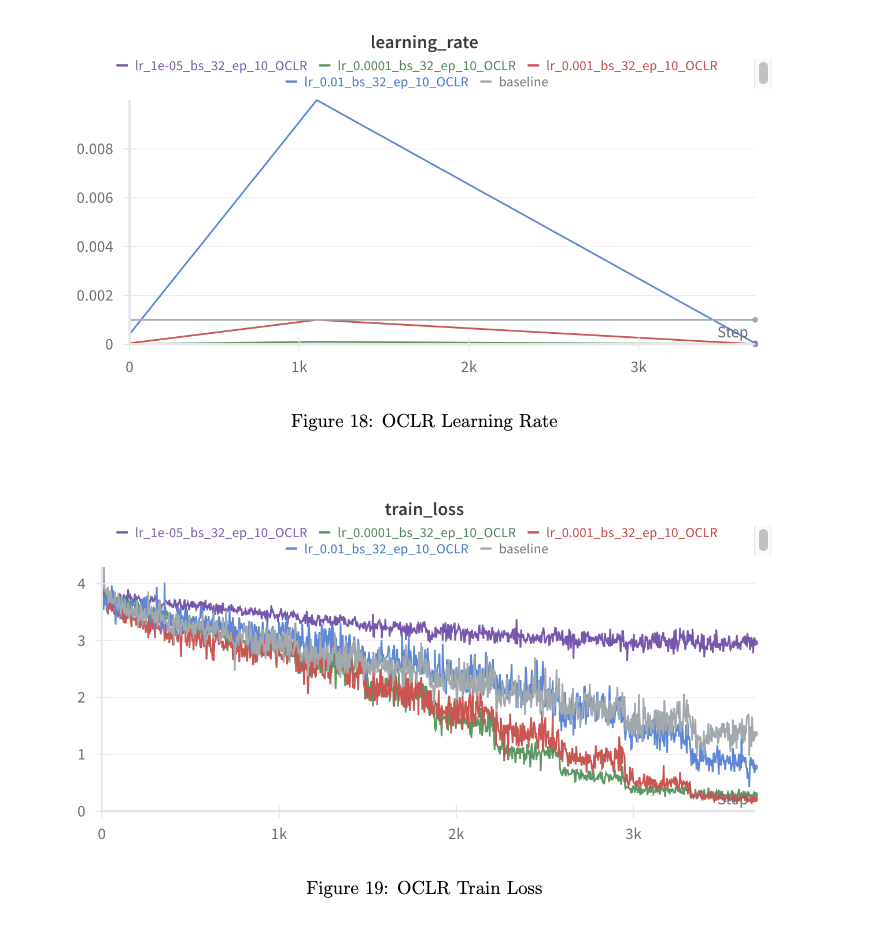 learning_rate
lr_1e-05_bs_32_ep_10_OCLR lr_0.0001_bs_32_ep_10_OCLR lr_0.001_bs_32_ep_10_OCLR
lr_0.01_bs_32_ep_10_OCLR baseline
0.008
0.006
0.004
0.002
Step
0
0 1k 2k 3k
Figure 18: OCLR Learning Rate
train_loss
lr_1e-05_bs_32_ep_10_OCLR lr_0.0001_bs_32_ep_10_OCLR lr_0.001_bs_32_ep_10_OCLR
lr_0.01_bs_32_ep_10_OCLR baseline
4
3
2
1
Step
0
0 1k 2k 3k
Figure 19: OCLR Train Loss